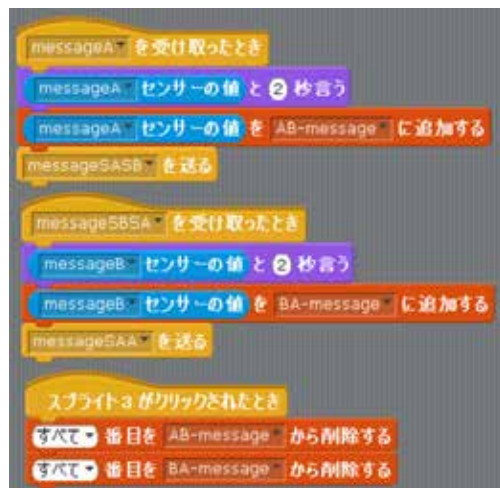 messageA を受け取ったとき
messageA センサーの値 と 2 秒言う
messageA センサーの値 を AB-message に追加する
messageSASB を送る
messageSBSA を受け取ったとき
messageB センサーの値 と 2 秒言う
messageB センサーの値 を BA-message に追加する
messageSAA を送る
スプライト3 がクリックされたとき
すべて 番目を AB-message から削除する
すべて 番目を BA-message から削除する